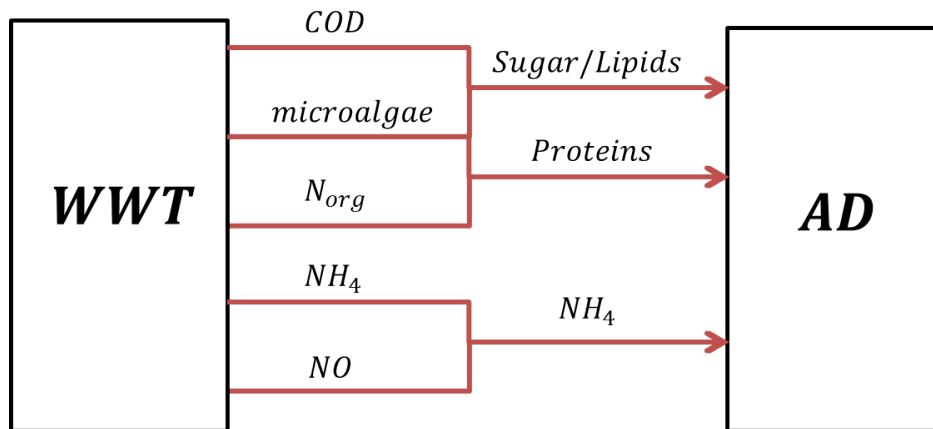 COD
Sugar/Lipids
microalgae
Proteins
WWT
N_org
AD
NH_4
NH_4
NO